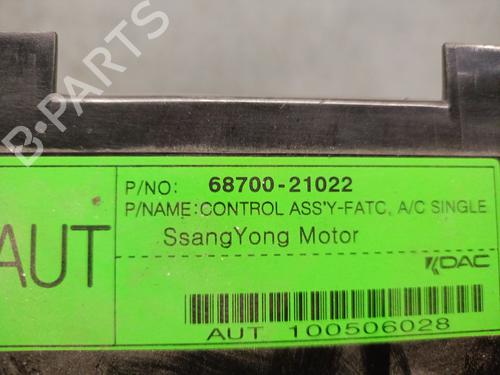 B-PARTS
P/NO: 68700-21022
P/NAME:CONTROL ASS'Y-FATC, A/C SINGLE
SsangYong Motor
AUT
DAC
AUT 100506028